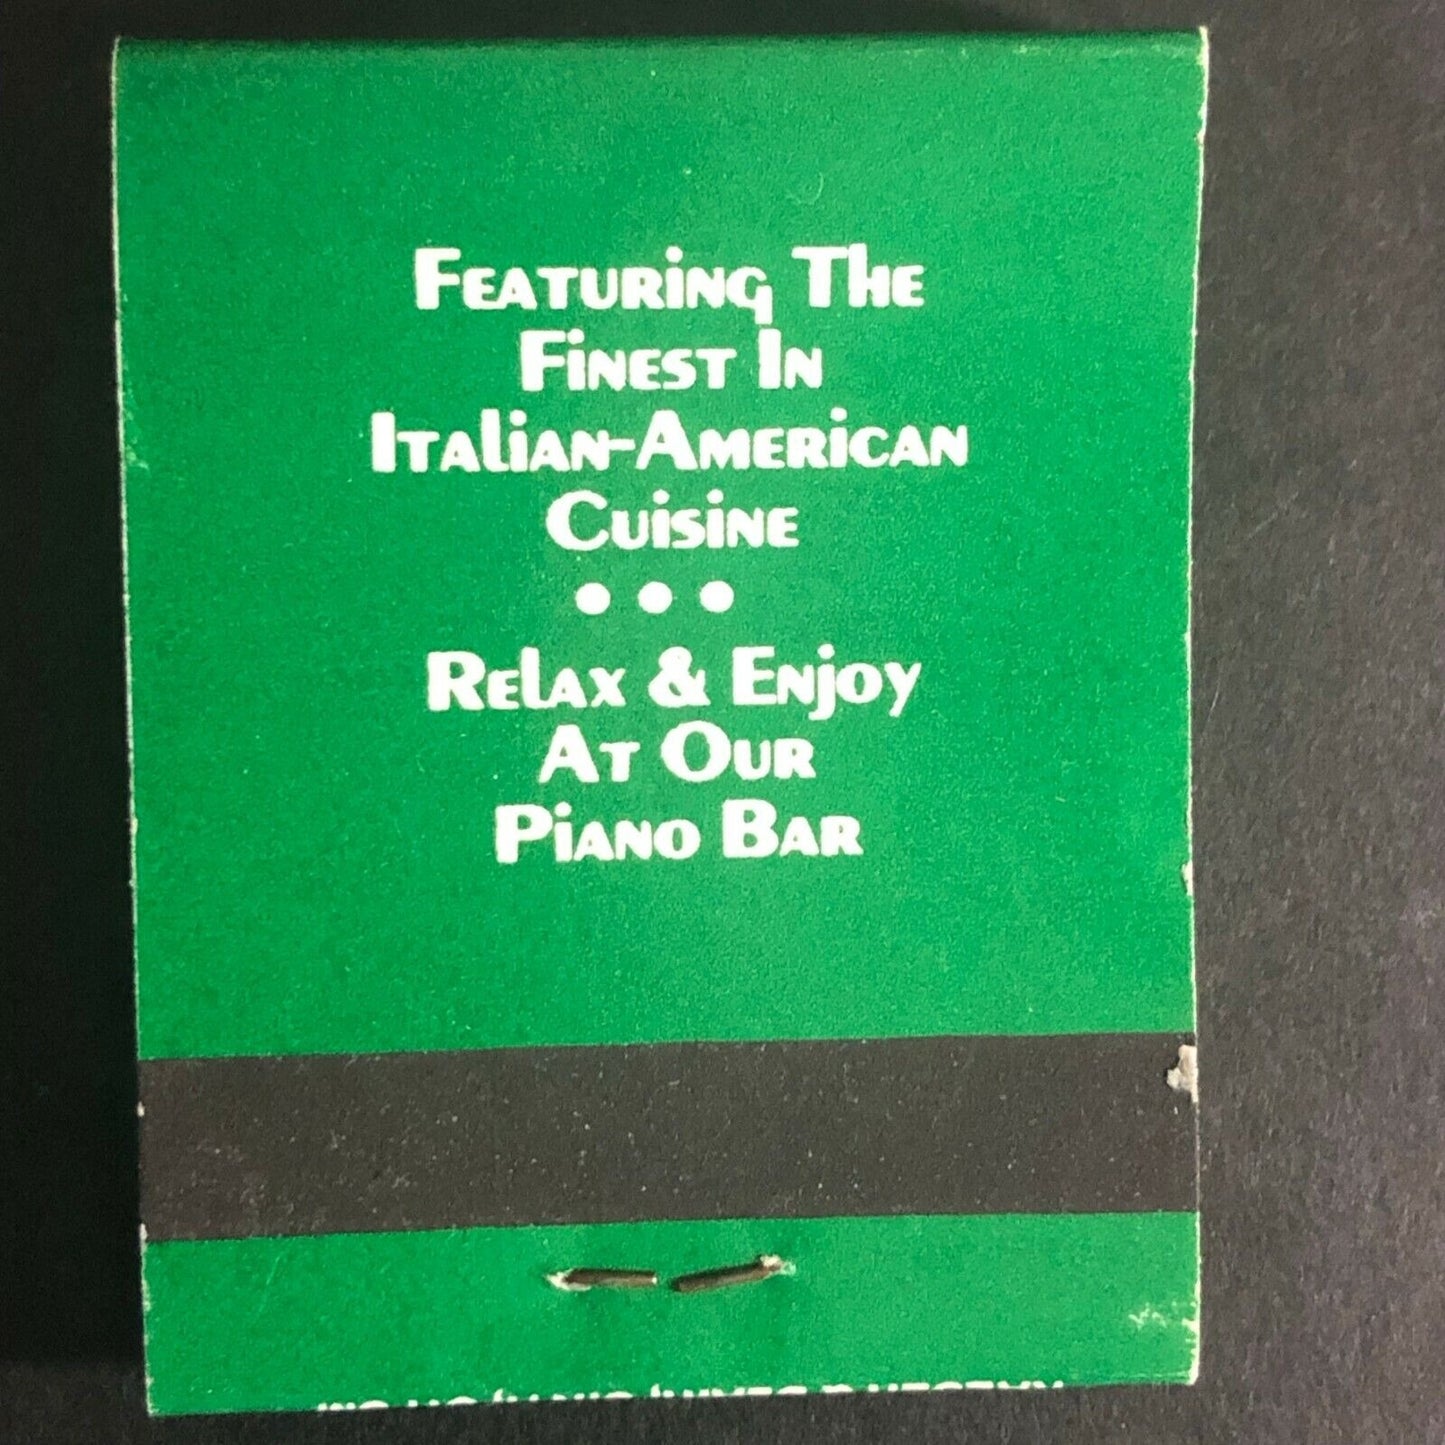 Featuring The
Finest In
Italian-American
Cuisine
• • •
Relax & Enjoy
At Our
Piano Bar